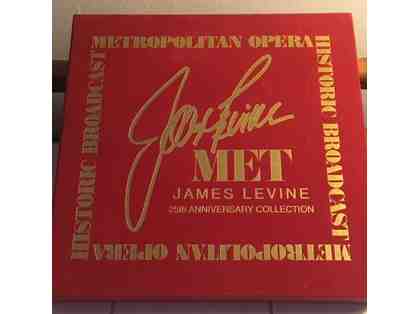 METROPOLITAN OPERA
HISTORIC BROADCAST
James Levine
MET
JAMES LEVINE
25th ANNIVERSARY COLLECTION
HISTORIC BROADCAST
METROPOLITAN OPERA